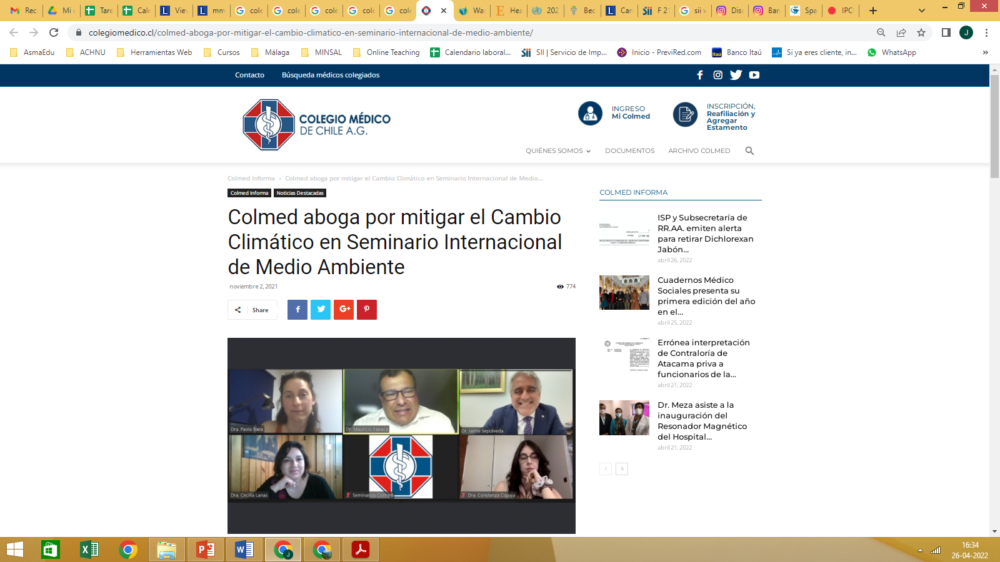 Rec
Mi u
Tare
Cale
Viev
mm
cole
cole
cole
cole
cole
War
Hea
202
Bec
Can
F 21
sii v
Dis
Ban
Spa
IPCI
colegiomedico.cl/colmed-aboga-por-mitigar-el-cambio-climatico-en-seminario-internacional-de-medio-ambiente/
J
AsmaEdu
ACHNU
Herramientas Web
Cursos
Málaga
MINSAL
Online Teaching
Calendario laboral...
SII | Servicio de Imp...
Inicio - PreviRed.com
Banco Itaú
Si ya eres cliente, in...
WhatsApp
Contacto
Búsqueda médicos colegiados
COLEGIO MÉDICO
DE CHILE A.G.
INGRESO
Mi Colmed
INSCRIPCIÓN,
Reafiliación y
Agregar
Estamento
QUIÉNES SOMOS
DOCUMENTOS
ARCHIVO COLMED
Colmed Informa › Colmed aboga por mitigar el Cambio Climático en Seminario Internacional de Medio...
Colmed Informa
Noticias Destacadas
Colmed aboga por mitigar el Cambio
Climático en Seminario Internacional
de Medio Ambiente
noviembre 2, 2021
774
Share
Dra. Paola Rava
Dr. Mauricio Ilabaca
Dr. Jaime Sepúlveda
Dra. Cecilia Lanas
Seminarios Colmed
Dra. Constanza Copaja
COLMED INFORMA
ISP y Subsecretaría de
RR.AA. emiten alerta
para retirar Dichlorexan
Jabón...
abril 26, 2022
Cuadernos Médico
Sociales presenta su
primera edición del año
en el...
abril 25, 2022
Errónea interpretación
de Contraloría de
Atacama priva a
funcionarios de la...
abril 21, 2022
Dr. Meza asiste a la
inauguración del
Resonador Magnético
del Hospital...
abril 21, 2022
16:34
26-04-2022